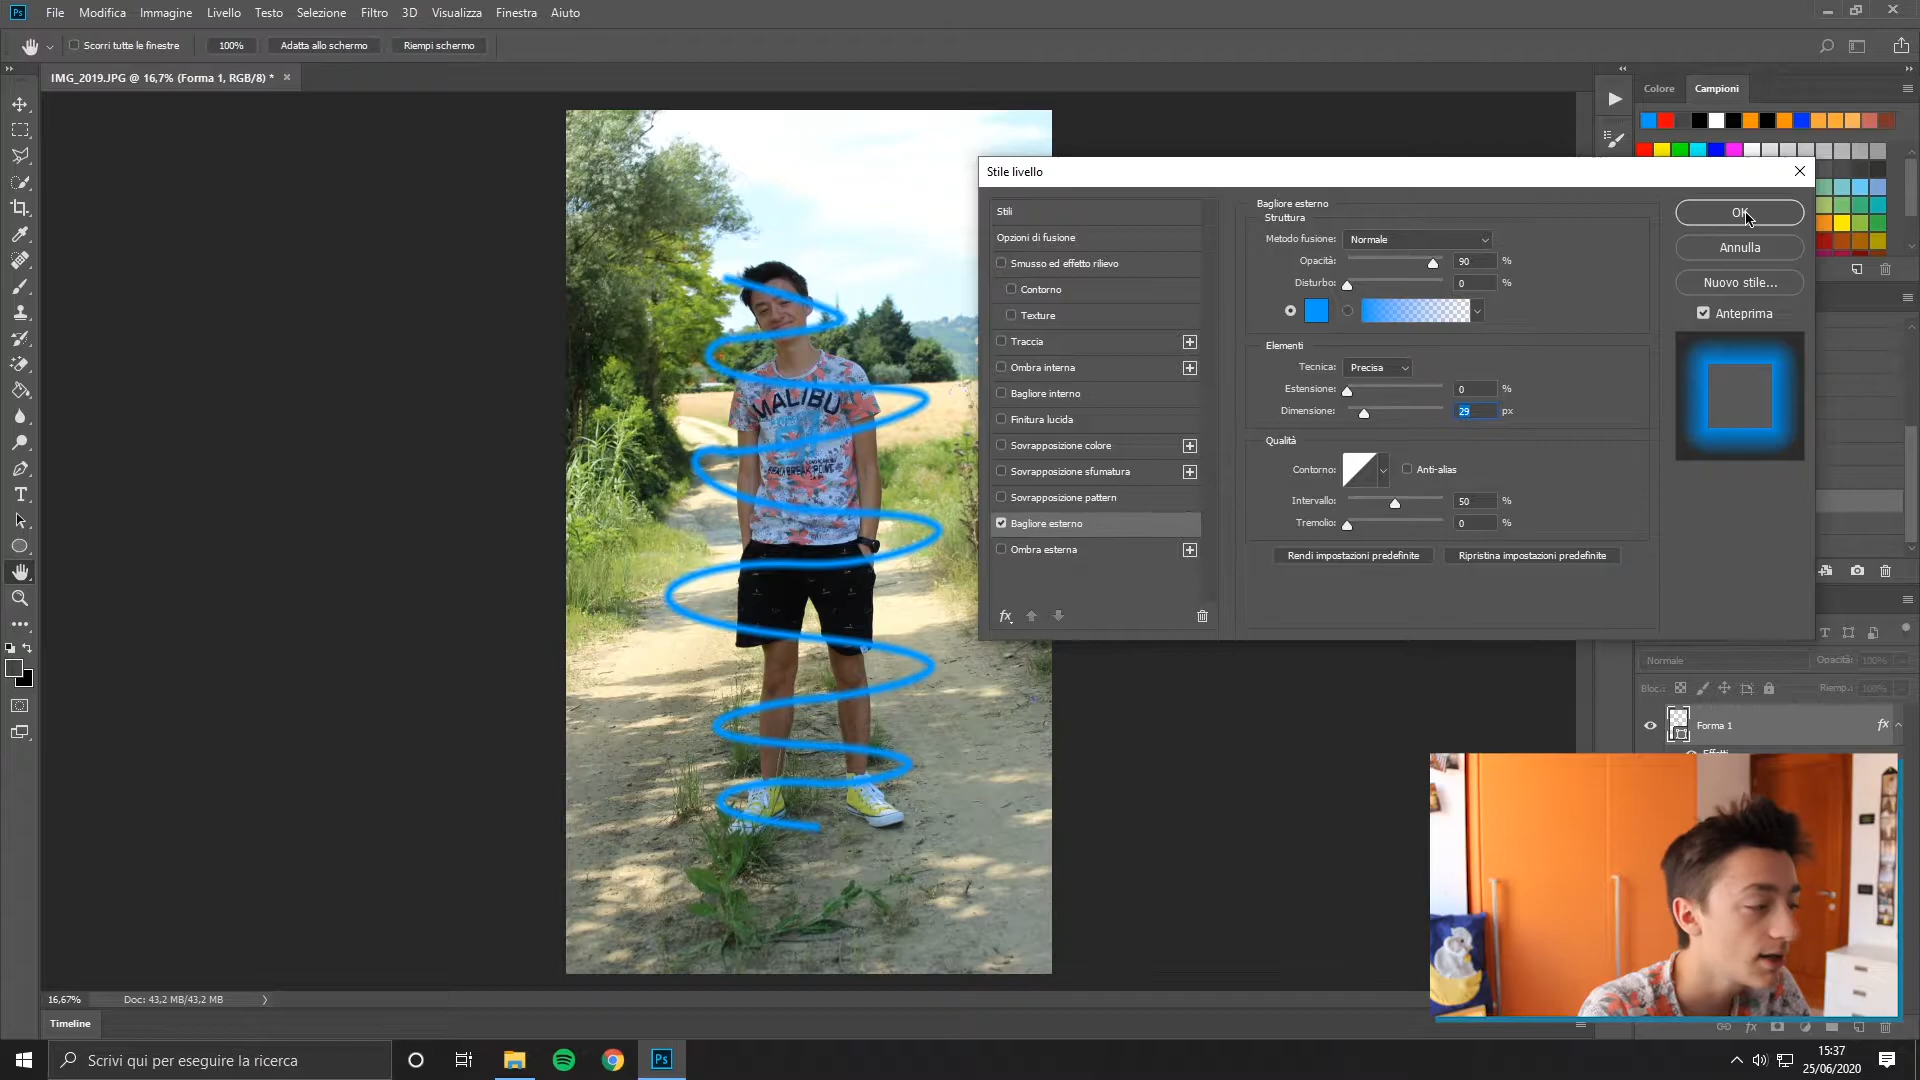 Ps File Modifica Immagine Livello Testo Selezione Filtro 3D Visualizza Finestra Aiuto
Scorri tutte le finestre 100% Adatta allo schermo Riempi schermo
IMG_2019.JPG @ 16,7% (Forma 1, RGB/8) *
Colore Campioni
Stile livello
Stili
Opzioni di fusione
Smusso ed effetto rilievo
Contorno
Texture
Traccia
Ombra interna
Bagliore interno
Finitura lucida
Sovrapposizione colore
Sovrapposizione sfumatura
Sovrapposizione pattern
Bagliore esterno
Ombra esterna
fx
Bagliore esterno
Struttura
Metodo fusione: Normale
Opacità: 90 %
Disturbo: 0 %
Elementi
Tecnica: Precisa
Estensione: 0 %
Dimensione: 29 px
Qualità
Contorno: Anti-alias
Intervallo: 50 %
Tremolio: 0 %
Rendi impostazioni predefinite Ripristina impostazioni predefinite
OK
Annulla
Nuovo stile...
Anteprima
MALIBU
Normale Opacità: 100%
Bloc.: Riemp.: 100%
Forma 1 fx
Effetti
16,67% Doc: 43,2 MB/43,2 MB
Timeline
Scrivi qui per eseguire la ricerca
Ps
15:37
25/06/2020